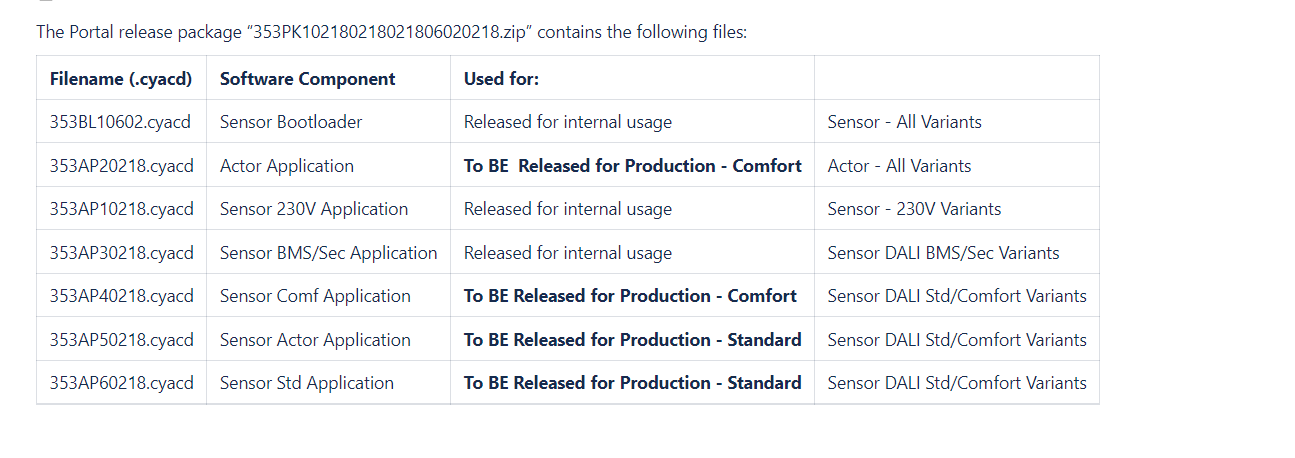 The Portal release package “353PK102180218021806020218.zip” contains the following files:
Filename (.cyacd) Software Component Used for:
353BL10602.cyacd Sensor Bootloader Released for internal usage Sensor - All Variants
353AP20218.cyacd Actor Application To BE Released for Production - Comfort Actor - All Variants
353AP10218.cyacd Sensor 230V Application Released for internal usage Sensor - 230V Variants
353AP30218.cyacd Sensor BMS/Sec Application Released for internal usage Sensor DALI BMS/Sec Variants
353AP40218.cyacd Sensor Comf Application To BE Released for Production - Comfort Sensor DALI Std/Comfort Variants
353AP50218.cyacd Sensor Actor Application To BE Released for Production - Standard Sensor DALI Std/Comfort Variants
353AP60218.cyacd Sensor Std Application To BE Released for Production - Standard Sensor DALI Std/Comfort Variants